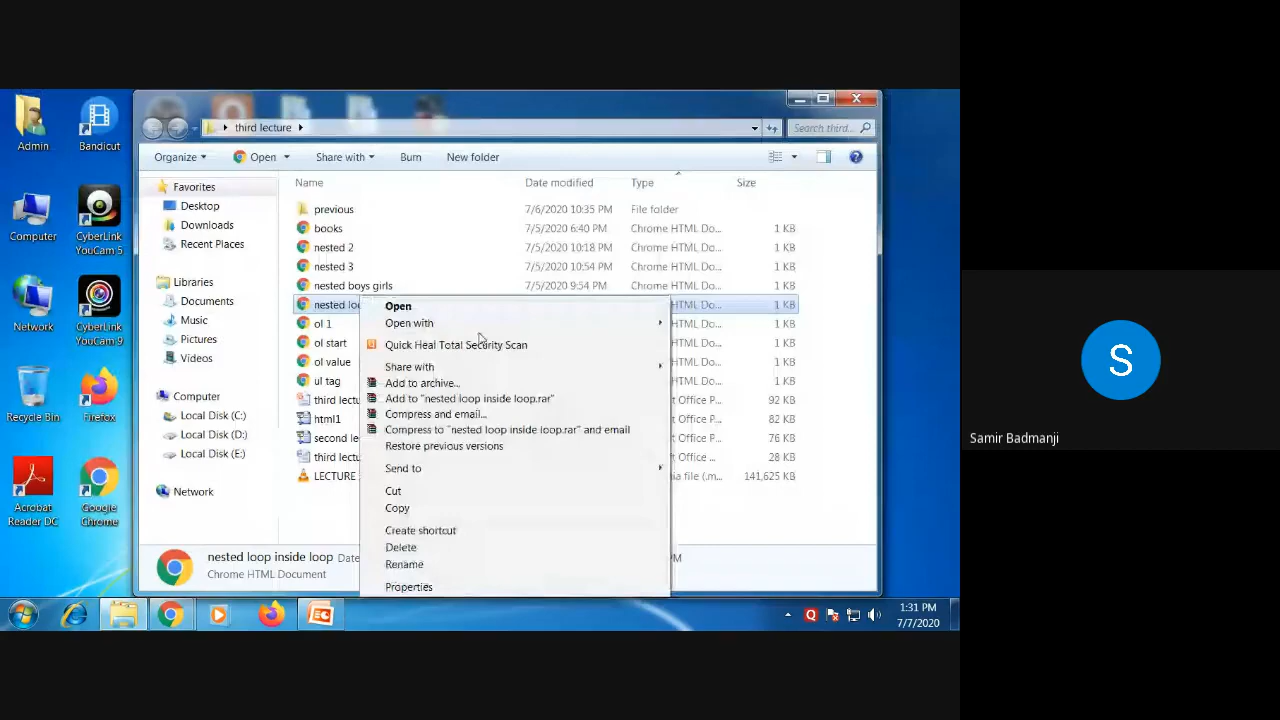 Admin
Bandicut
Computer
CyberLink
YouCam 5
Network
CyberLink
YouCam 9
Recycle Bin
Firefox
Acrobat
Reader DC
Google
Chrome
third lecture
Search third...
Organize
Open
Share with
Burn
New folder
Favorites
Desktop
Downloads
Recent Places
Libraries
Documents
Music
Pictures
Videos
Computer
Local Disk (C:)
Local Disk (D:)
Local Disk (E:)
Network
Name Date modified Type Size
previous 7/6/2020 10:35 PM File folder
books 7/5/2020 6:40 PM Chrome HTML Do... 1 KB
nested 2 7/5/2020 10:18 PM Chrome HTML Do... 1 KB
nested 3 7/5/2020 10:54 PM Chrome HTML Do... 1 KB
nested boys girls 7/5/2020 9:54 PM Chrome HTML Do... 1 KB
nested HTML Do... 1 KB
ol 1 HTML Do... 1 KB
ol start HTML Do... 1 KB
ol value HTML Do... 1 KB
ul tag HTML Do... 1 KB
third Office P... 92 KB
html1 Office P... 82 KB
second Office P... 76 KB
third Office ... 28 KB
LECTURE file (.m... 141,625 KB
Open
Open with
Quick Heal Total Security Scan
Share with
Add to archive...
Add to "nested loop inside loop.rar"
Compress and email...
Compress to "nested loop inside loop.rar" and email
Restore previous versions
Send to
Cut
Copy
Create shortcut
Delete
Rename
Properties
nested loop inside loop
Chrome HTML Document
1:31 PM
7/7/2020
S
Samir Badmanji